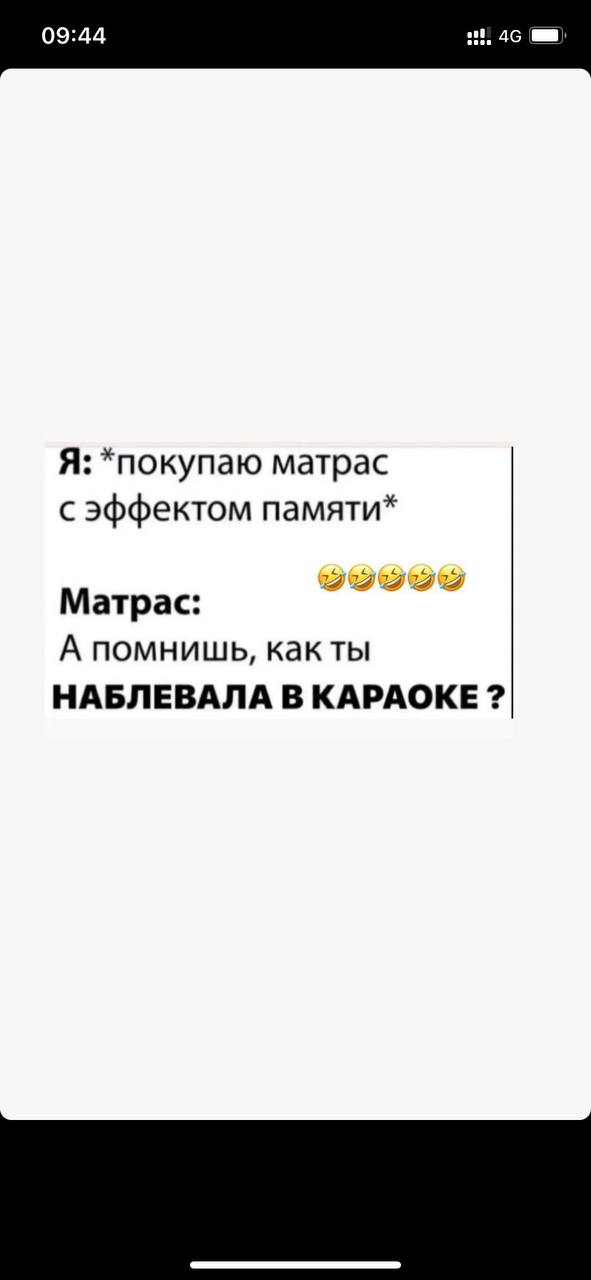 09:44
4G
Я: *покупаю матрас
с эффектом памяти*
🤣🤣🤣🤣🤣
Матрас:
А помнишь, как ты
НАБЛЕВАЛА В КАРАОКЕ ?